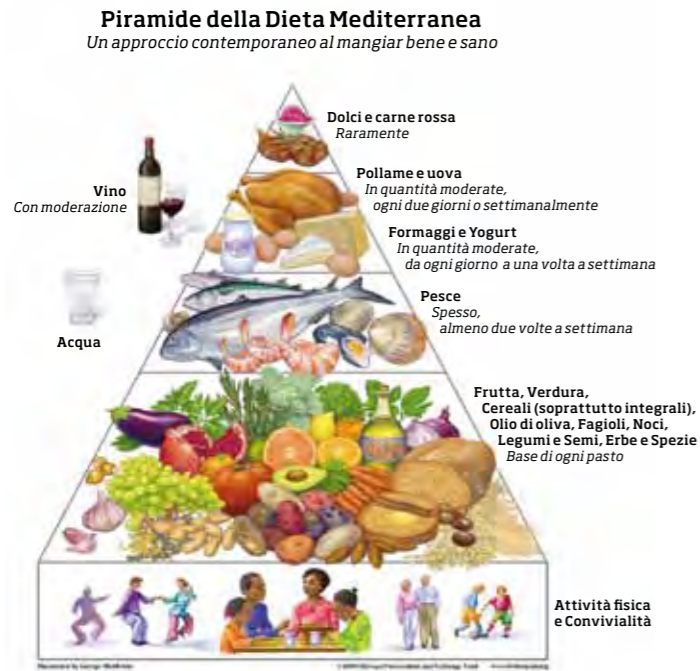 Piramide della Dieta Mediterranea
Un approccio contemporaneo al mangiar bene e sano
Dolci e carne rossa
Raramente
Pollame e uova
In quantità moderate,
ogni due giorni o settimanalmente
Vino
Con moderazione
Formaggi e Yogurt
In quantità moderate,
da ogni giorno a una volta a settimana
Pesce
Spesso,
almeno due volte a settimana
Acqua
Frutta, Verdura,
Cereali (soprattutto integrali),
Olio di oliva, Fagioli, Noci,
Legumi e Semi, Erbe e Spezie
Base di ogni pasto
Attività fisica
e Convivialità